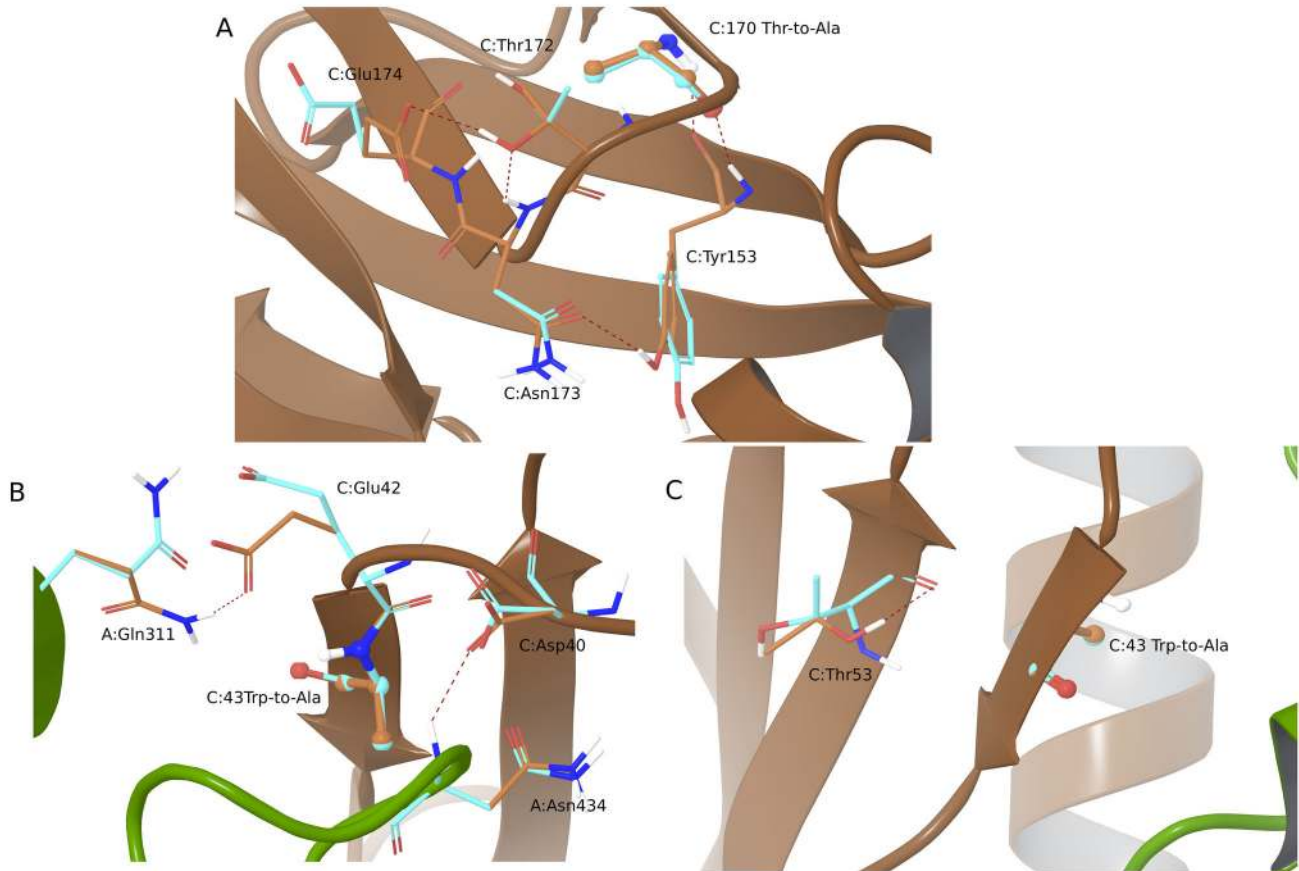 A
C:170 Thr-to-Ala
C:Thr172
C:Glu174
C:Tyr153
C:Asn173
B
C:Glu42
A:Gln311
C:Asp40
C:43Trp-to-Ala
A:Asn434
C
C:43 Trp-to-Ala
C:Thr53